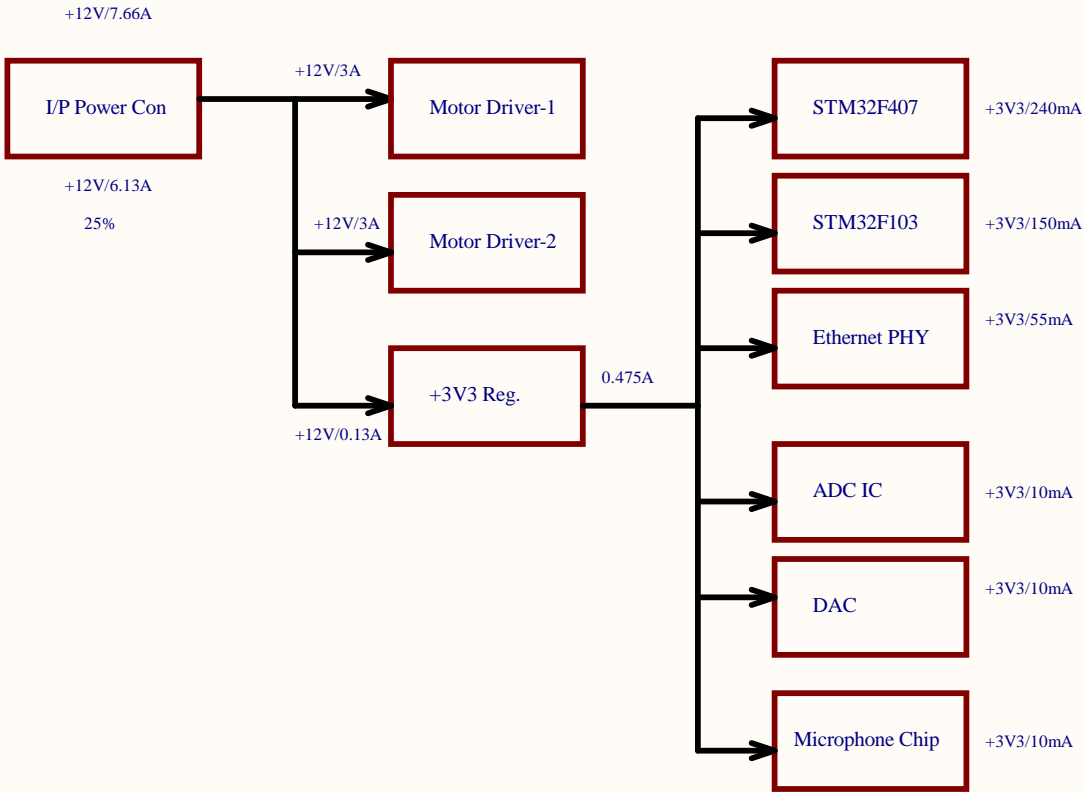 +12V/7.66A
I/P Power Con
+12V/6.13A
25%
+12V/3A
Motor Driver-1
+12V/3A
Motor Driver-2
+3V3 Reg.
+12V/0.13A
0.475A
STM32F407
+3V3/240mA
STM32F103
+3V3/150mA
Ethernet PHY
+3V3/55mA
ADC IC
+3V3/10mA
DAC
+3V3/10mA
Microphone Chip
+3V3/10mA